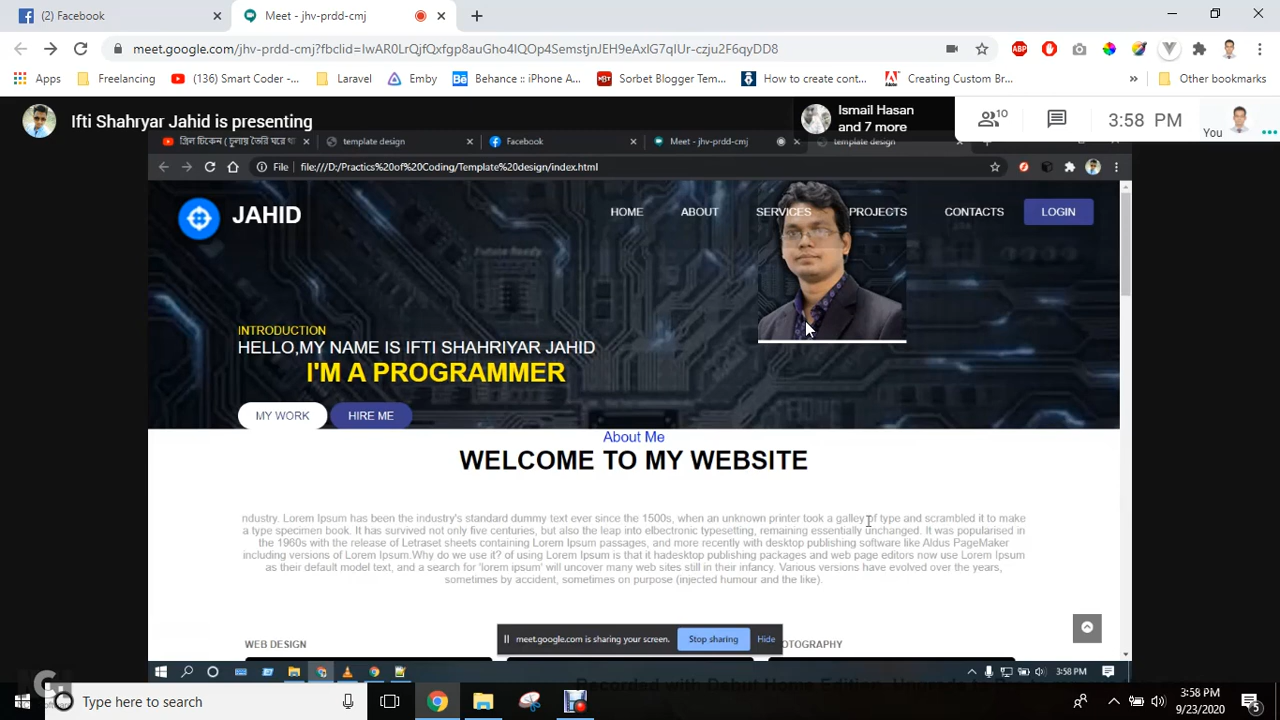 Facebook
Meet - jhv-prdd-cmj
meet.google.com/jhv-prdd-cmj?fbclid=IwAR0LrQjfQxfgp8auGho4IQOp4SemstjnJEH9eAxlG7qIUr-czju2F6qyDD8
Apps
Freelancing
(136) Smart Coder -...
Laravel
Emby
Behance :: iPhone A...
Sorbet Blogger Tem...
How to create cont...
Creating Custom Br...
»
Other bookmarks
Ifti Shahryar Jahid is presenting
Ismail Hasan
and 7 more
10
3:58 PM
You
template design
Facebook
Meet - jhv-prdd-cmj
template design
File | file:///D:/Practics%20of%20Coding/Template%20design/index.html
JAHID
HOME
ABOUT
SERVICES
PROJECTS
CONTACTS
LOGIN
Future Ready
INTRODUCTION
HELLO,MY NAME IS IFTI SHAHRIYAR JAHID
I'M A PROGRAMMER
MY WORK
HIRE ME
About Me
WELCOME TO MY WEBSITE
ndustry. Lorem Ipsum has been the industry's standard dummy text ever since the 1500s, when an unknown printer took a galley of type and scrambled it to make
a type specimen book. It has survived not only five centuries, but also the leap into elbectronic typesetting, remaining essentially unchanged. It was popularised in
the 1960s with the release of Letraset sheets containing Lorem Ipsum passages, and more recently with desktop publishing software like Aldus PageMaker
including versions of Lorem Ipsum.Why do we use it? of using Lorem Ipsum is that it hadesktop publishing packages and web page editors now use Lorem Ipsum
as their default model text, and a search for 'lorem ipsum' will uncover many web sites still in their infancy. Various versions have evolved over the years,
sometimes by accident, sometimes on purpose (injected humour and the like).
WEB DESIGN
OTOGRAPHY
meet.google.com is sharing your screen.
Stop sharing
Hide
3:58 PM
Recorded with Debut Home Edition. Upgrade to
Type here to search
3:58 PM
9/23/2020
5